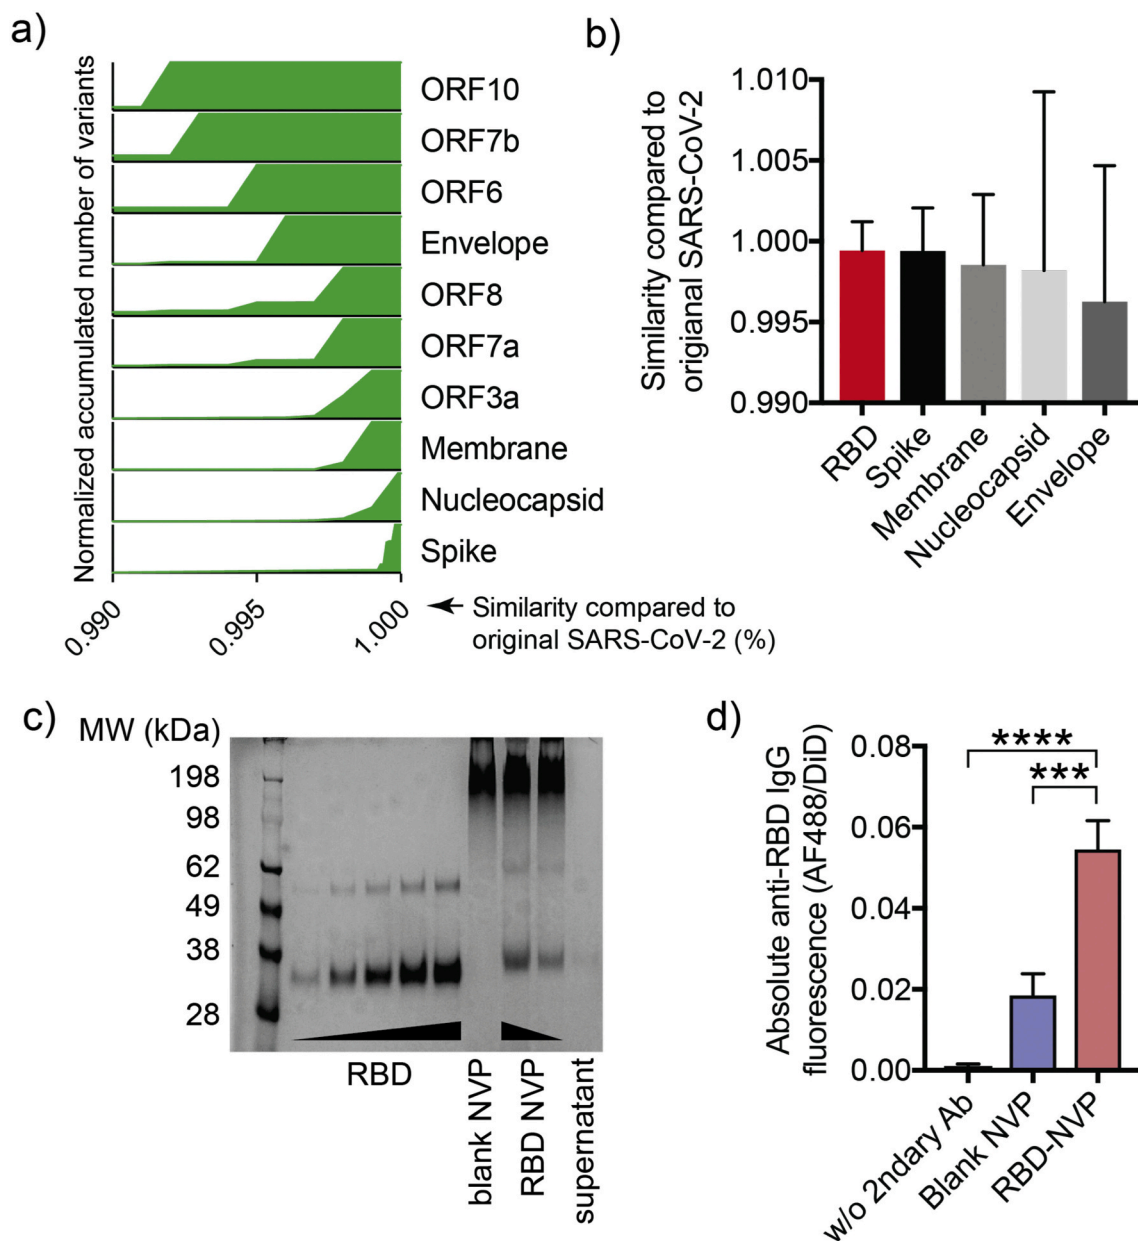 a)
Normalized accumulated number of variants
ORF10
ORF7b
ORF6
Envelope
ORF8
ORF7a
ORF3a
Membrane
Nucleocapsid
Spike
0.990
0.995
1.000
Similarity compared to
original SARS-CoV-2 (%)
b)
Similarity compared to
origianal SARS-CoV-2
1.010
1.005
1.000
0.995
0.990
RBD
Spike
Membrane
Nucleocapsid
Envelope
c)
MW (kDa)
198
98
62
49
38
28
RBD
blank NVP
RBD NVP
supernatant
d)
Absolute anti-RBD IgG
fluorescence (AF488/DiD)
0.08
0.06
0.04
0.02
0.00
****
***
w/o 2ndary Ab
Blank NVP
RBD-NVP